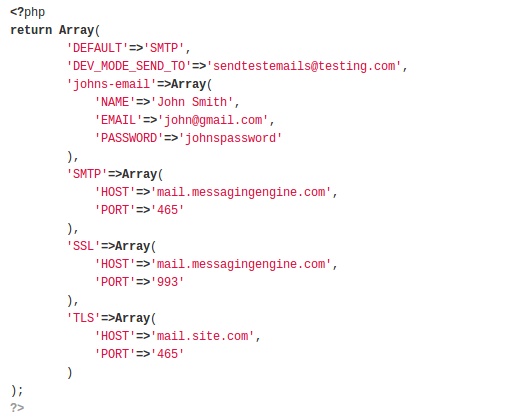 <?php
return Array(
        'DEFAULT'=>'SMTP',
        'DEV_MODE_SEND_TO'=>'sendtestemails@testing.com',
        'johns-email'=>Array(
            'NAME'=>'John Smith',
            'EMAIL'=>'john@gmail.com',
            'PASSWORD'=>'johnspassword'
        ),
        'SMTP'=>Array(
            'HOST'=>'mail.messagingengine.com',
            'PORT'=>'465'
        ),
        'SSL'=>Array(
            'HOST'=>'mail.messagingengine.com',
            'PORT'=>'993'
        ),
        'TLS'=>Array(
            'HOST'=>'mail.site.com',
            'PORT'=>'465'
        )
);
?>